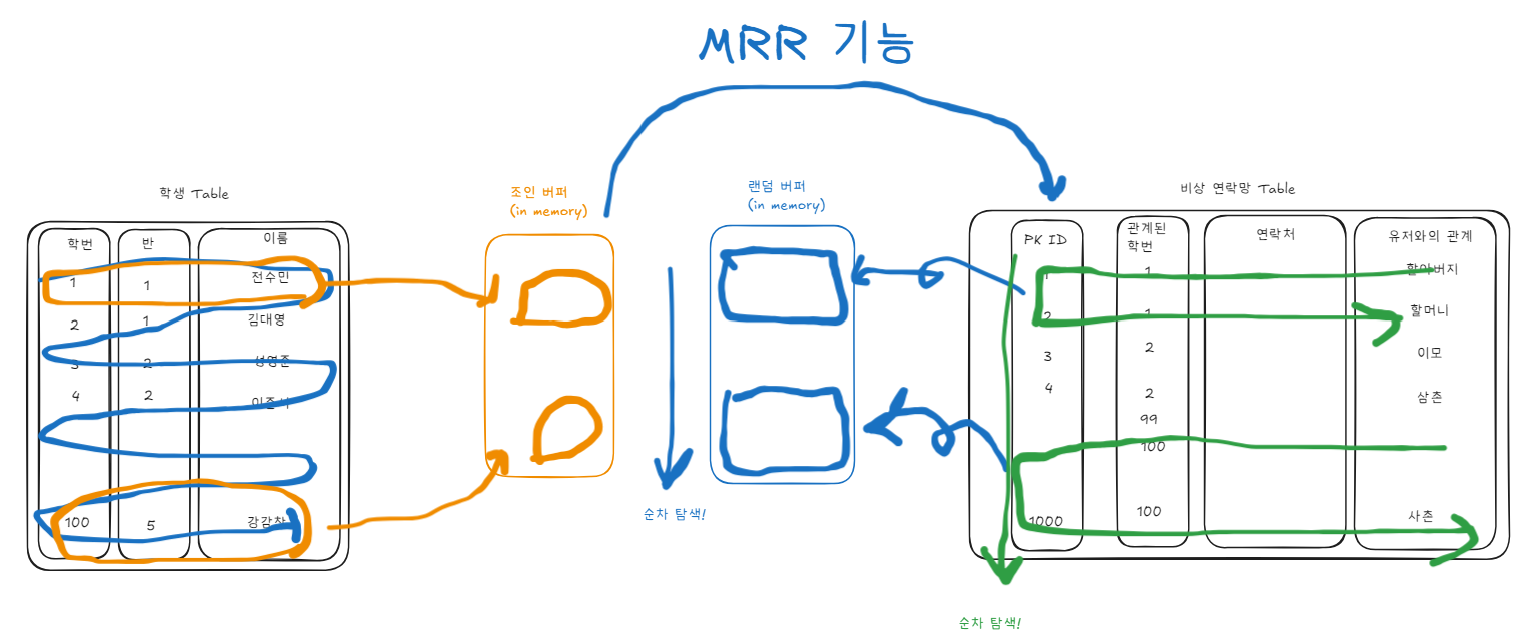 MRR 기능
학생 Table
조인 버퍼
(in memory)
랜덤 버퍼
(in memory)
비상 연락망 Table
학번 반 이름
1 1 전수민
2 1 김대영
3 2 성영준
4 2
100 5 강감찬
순차 탐색!
PK ID 관계된 학번 연락처 유저와의 관계
1 1 할아버지
2 1 할머니
3 2 이모
4 2 삼촌
99
100
1000 100 사촌
순차 탐색!